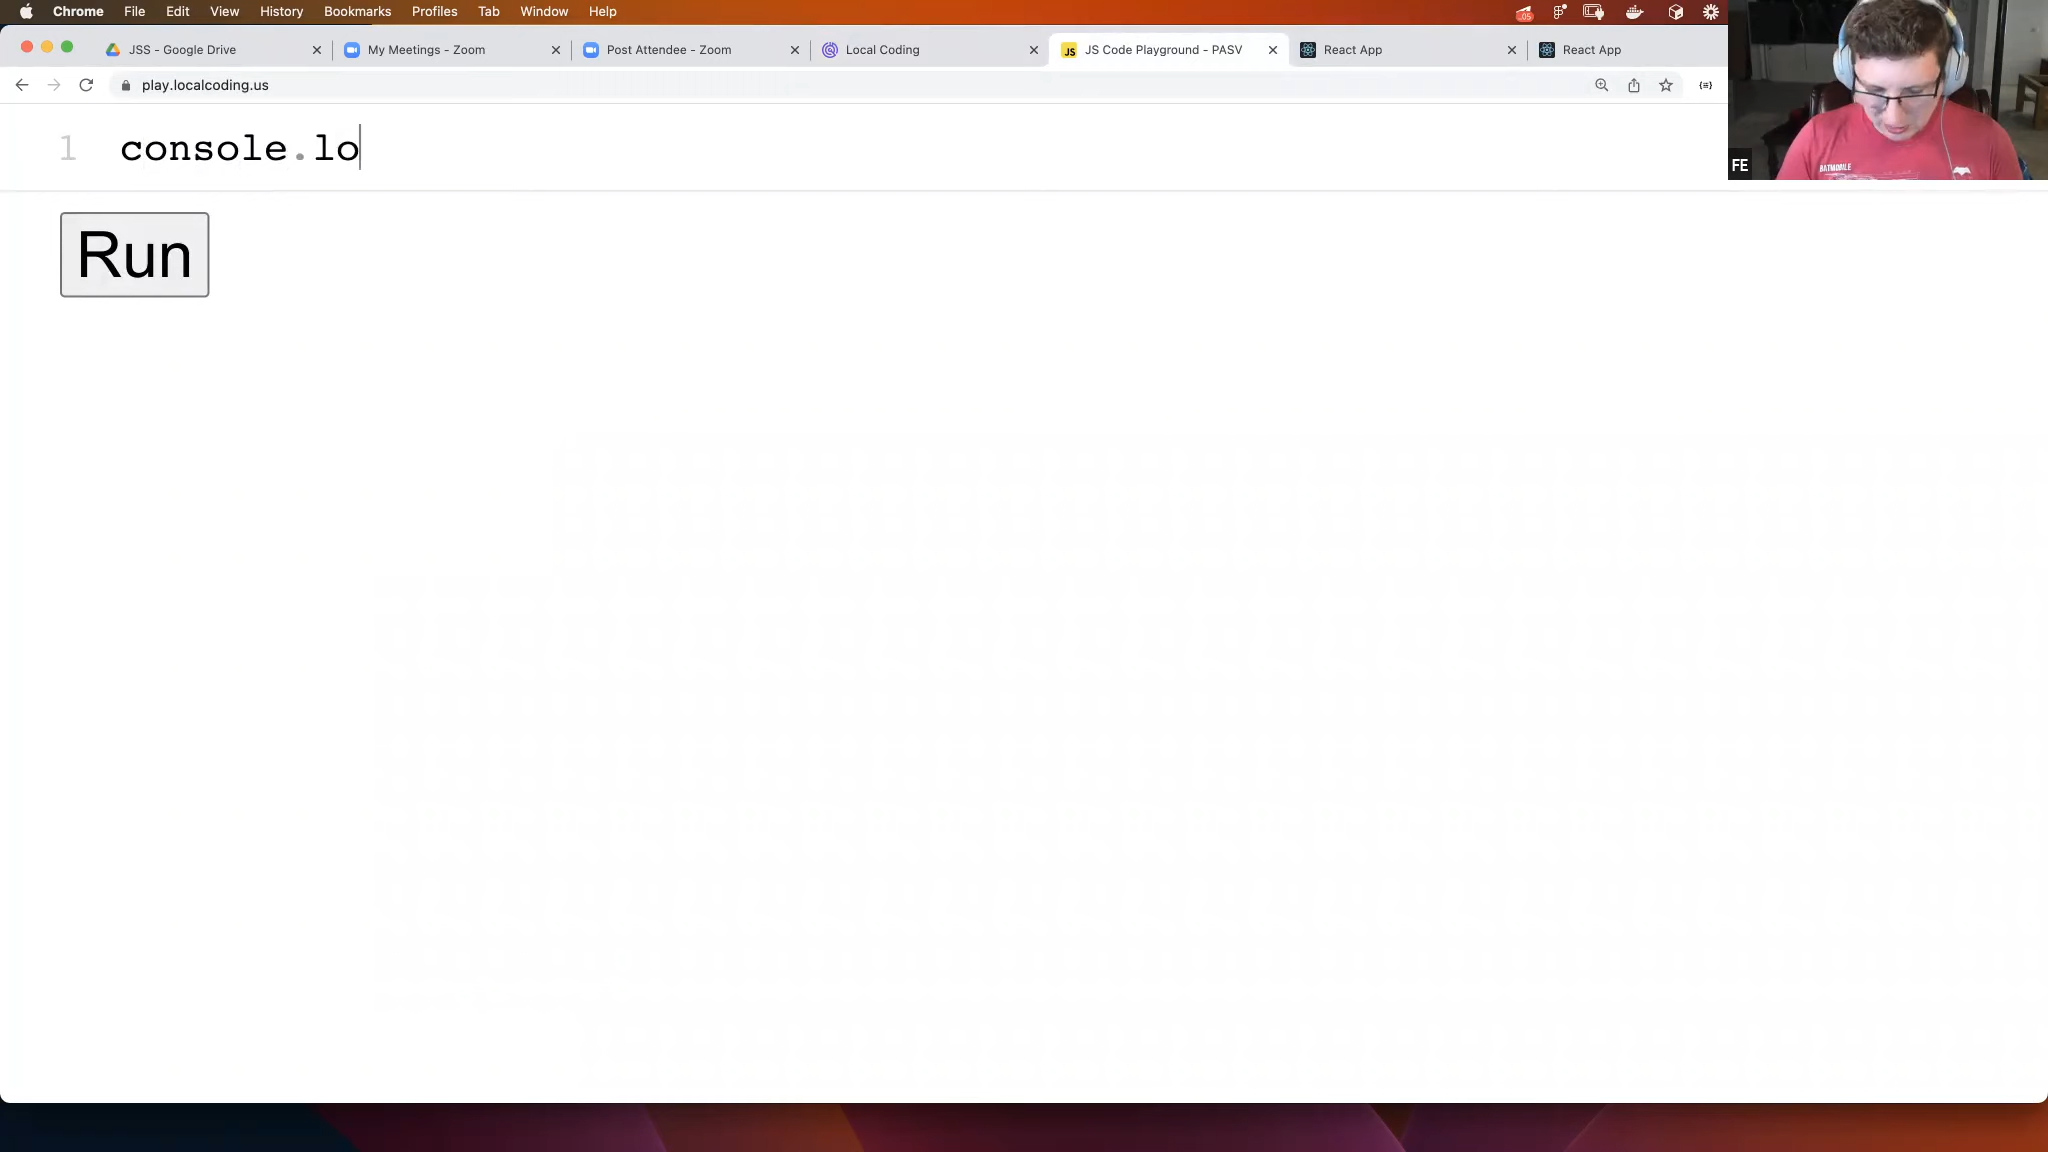 Chrome File Edit View History Bookmarks Profiles Tab Window Help
JSS - Google Drive My Meetings - Zoom Post Attendee - Zoom Local Coding JS Code Playground - PASV React App React App
play.localcoding.us
1 console.lo
Run
FE
BATMOBILE